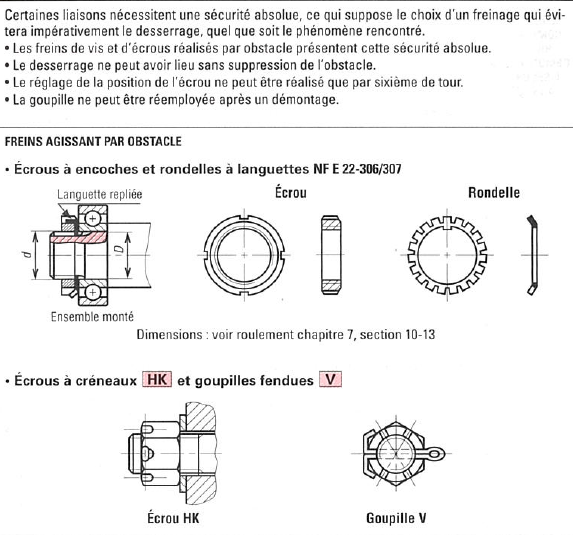 Certaines liaisons nécessitent une sécurité absolue, ce qui suppose le choix d'un freinage qui évi-
tera impérativement le desserrage, quel que soit le phénomène rencontré.
• Les freins de vis et d'écrous réalisés par obstacle présentent cette sécurité absolue.
• Le desserrage ne peut avoir lieu sans suppression de l'obstacle.
• Le réglage de la position de l'écrou ne peut être réalisé que par sixième de tour.
• La goupille ne peut être réemployée après un démontage.
FREINS AGISSANT PAR OBSTACLE
• Écrous à encoches et rondelles à languettes NF E 22-306/307
Languette repliée
Écrou
Rondelle
d
D
Ensemble monté
Dimensions : voir roulement chapitre 7, section 10-13
• Écrous à créneaux HK et goupilles fendues V
Écrou HK
Goupille V